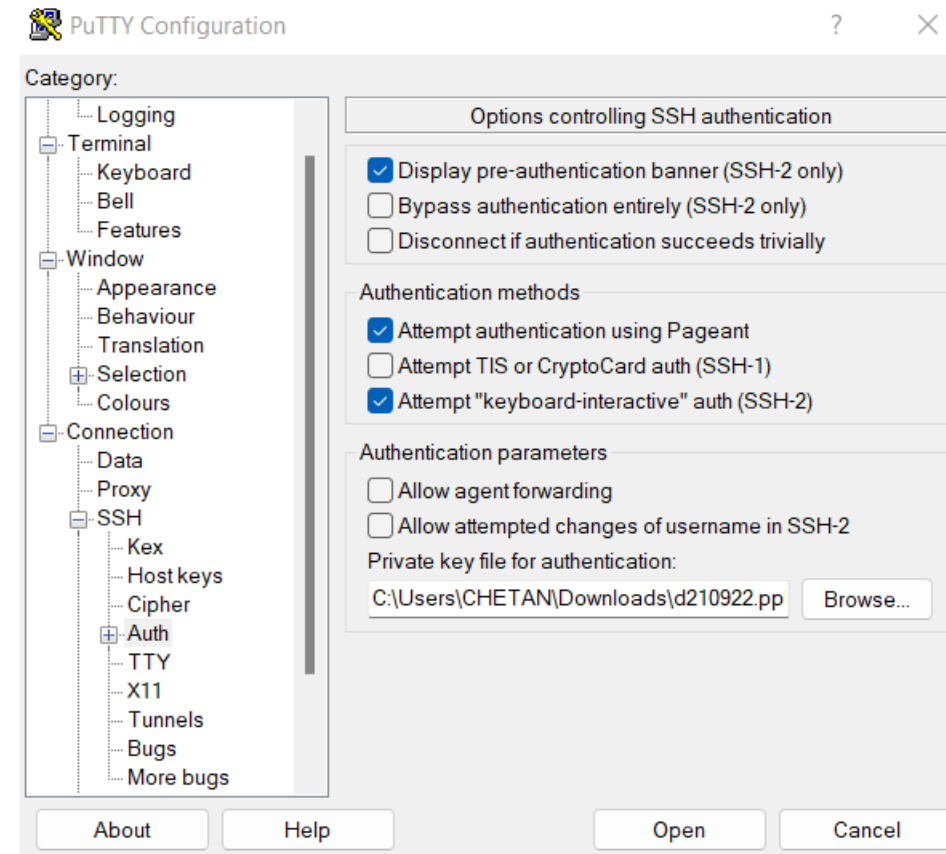 PuTTY Configuration
?
Category:
Logging
Terminal
Keyboard
Bell
Features
Window
Appearance
Behaviour
Translation
Selection
Colours
Connection
Data
Proxy
SSH
Kex
Host keys
Cipher
Auth
TTY
X11
Tunnels
Bugs
More bugs
Options controlling SSH authentication
Display pre-authentication banner (SSH-2 only)
Bypass authentication entirely (SSH-2 only)
Disconnect if authentication succeeds trivially
Authentication methods
Attempt authentication using Pageant
Attempt TIS or CryptoCard auth (SSH-1)
Attempt "keyboard-interactive" auth (SSH-2)
Authentication parameters
Allow agent forwarding
Allow attempted changes of username in SSH-2
Private key file for authentication:
C:\Users\CHETAN\Downloads\d210922.pp
Browse...
About
Help
Open
Cancel